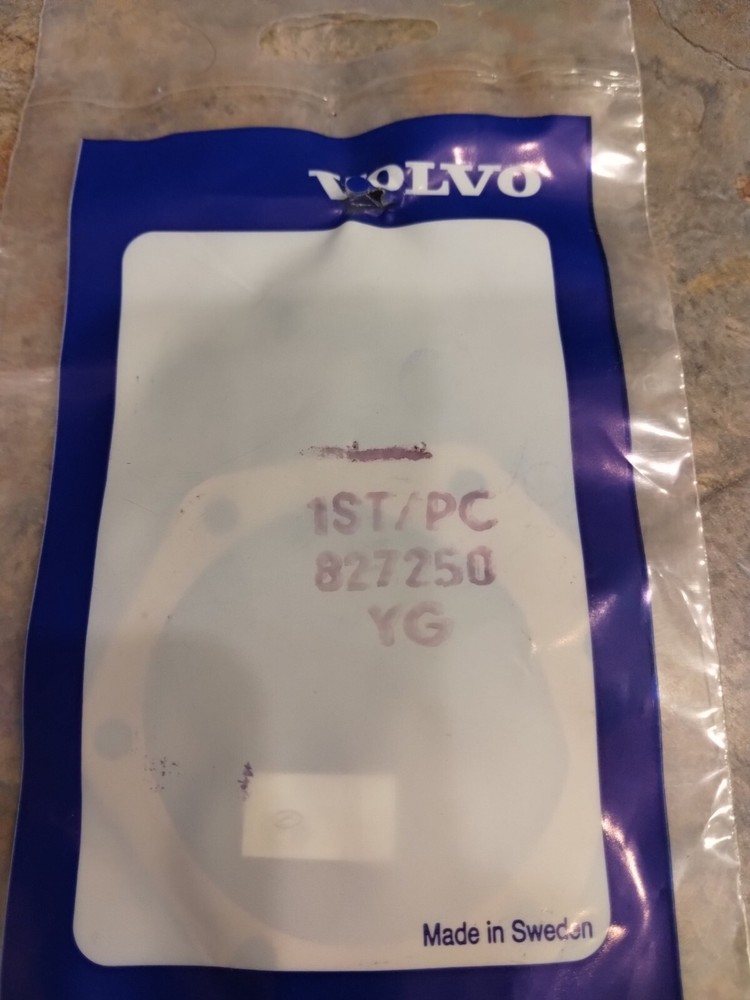 VOLVO
1ST/PC
827250
YG
Made in Sweden